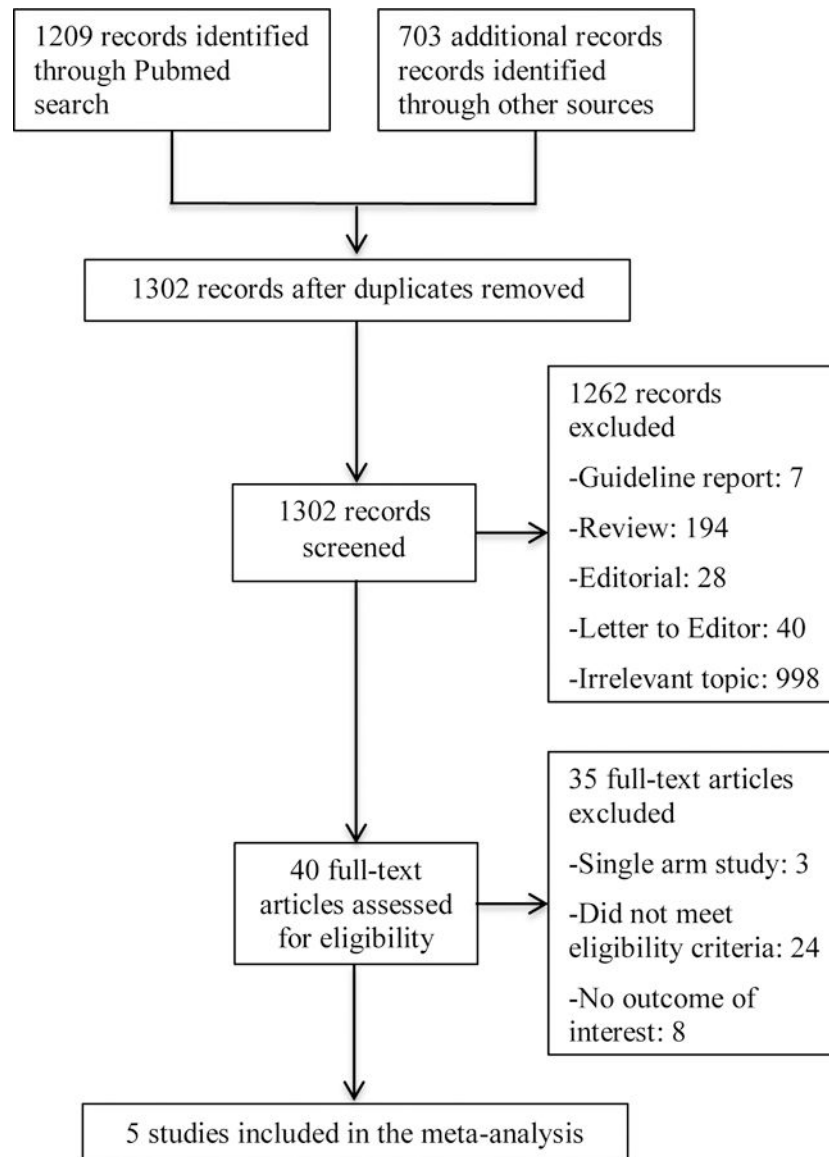 1209 records identified
through Pubmed
search
703 additional records
records identified
through other sources
1302 records after duplicates removed
1262 records
excluded
-Guideline report: 7
-Review: 194
-Editorial: 28
-Letter to Editor: 40
-Irrelevant topic: 998
1302 records
screened
35 full-text articles
excluded
-Single arm study: 3
-Did not meet
eligibility criteria: 24
-No outcome of
interest: 8
40 full-text
articles assessed
for eligibility
5 studies included in the meta-analysis